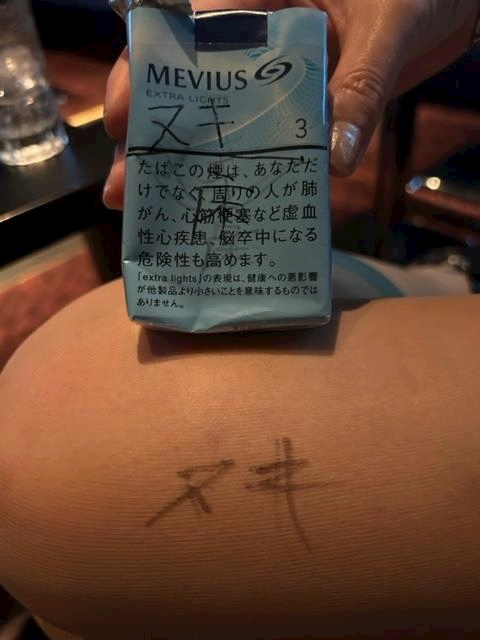 MEVIUS
EXTRA LIGHTS
ヌキ
3
たばこの煙は、あなただ
けでなく、周りの人が肺
がん、心筋梗塞など虚血
性心疾患、脳卒中になる
危険性も高めます。
「extra lights」の表現は、健康への悪影響
が他製品より小さいことを意味するものでは
ありません。
ヌキ